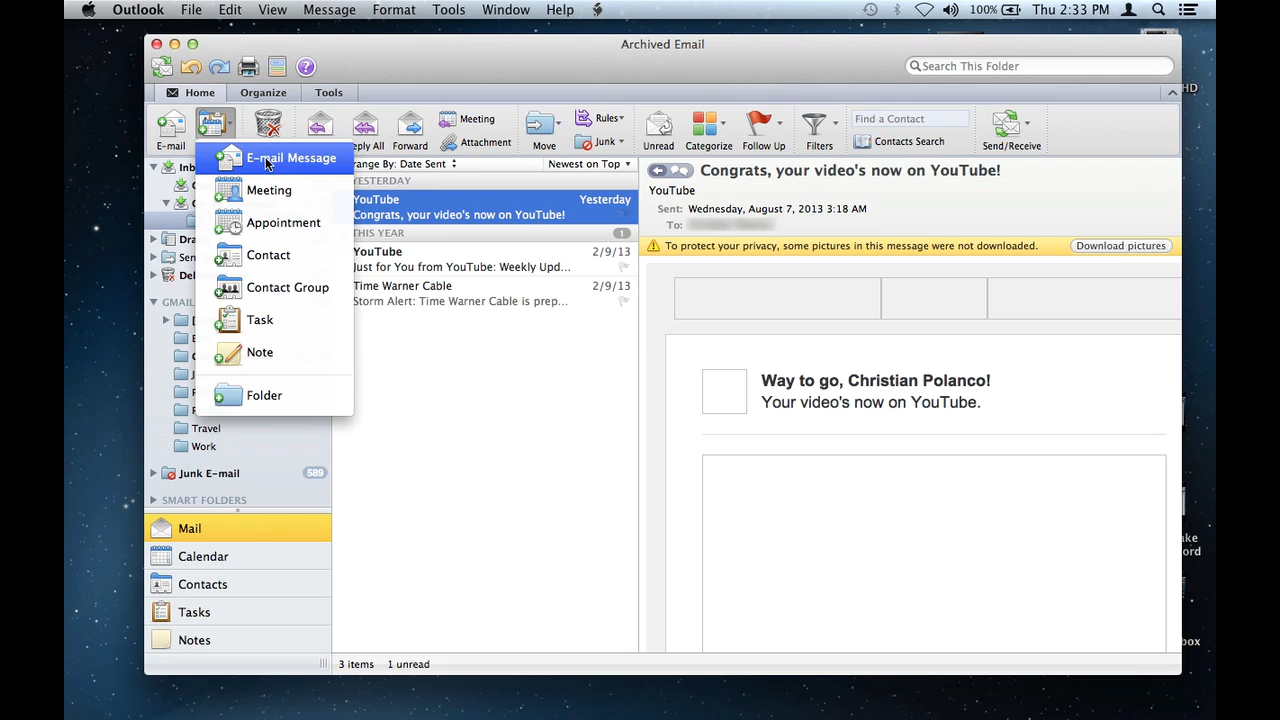 Outlook File Edit View Message Format Tools Window Help 100% Thu 2:33 PM
Archived Email
Search This Folder
HD
Home Organize Tools
E-mail Forward Meeting Attachment Move Rules Junk Unread Categorize Follow Up Filters Find a Contact Contacts Search Send/Receive
E-mail Message
Meeting
Appointment
Contact
Contact Group
Task
Note
Folder
GMAIL
Travel
Work
Junk E-mail 589
SMART FOLDERS
Mail
Calendar
Contacts
Tasks
Notes
By: Date Sent Newest on Top
YESTERDAY
YouTube Yesterday
Congrats, your video's now on YouTube!
THIS YEAR 1
YouTube 2/9/13
Just for You from YouTube: Weekly Upd...
Time Warner Cable 2/9/13
Storm Alert: Time Warner Cable is prep...
3 items 1 unread
Congrats, your video's now on YouTube!
YouTube
Sent: Wednesday, August 7, 2013 3:18 AM
To:
To protect your privacy, some pictures in this message were not downloaded. Download pictures
Way to go, Christian Polanco!
Your video's now on YouTube.